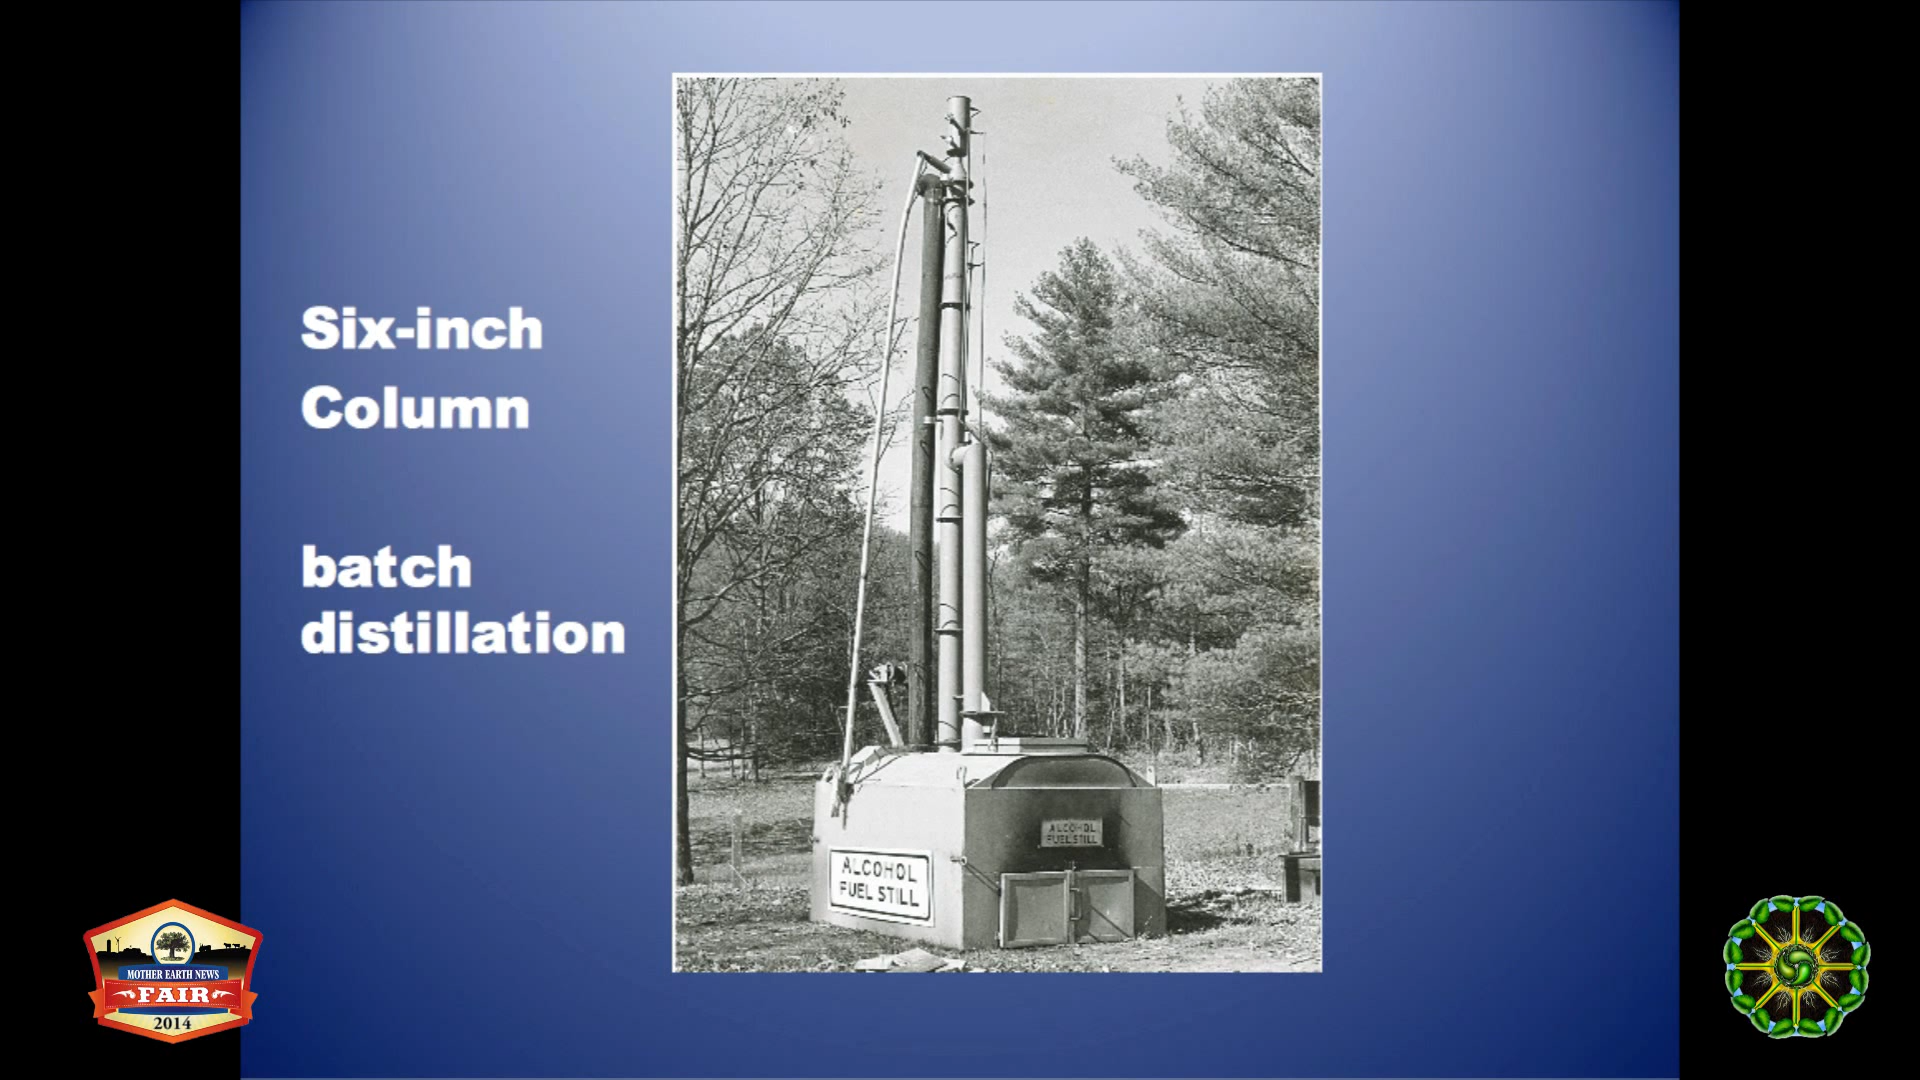 Six-inch
Column
batch
distillation
ALCOHOL
FUEL STILL
ALCOHOL
FUEL STILL
MOTHER EARTH NEWS
FAIR
2014